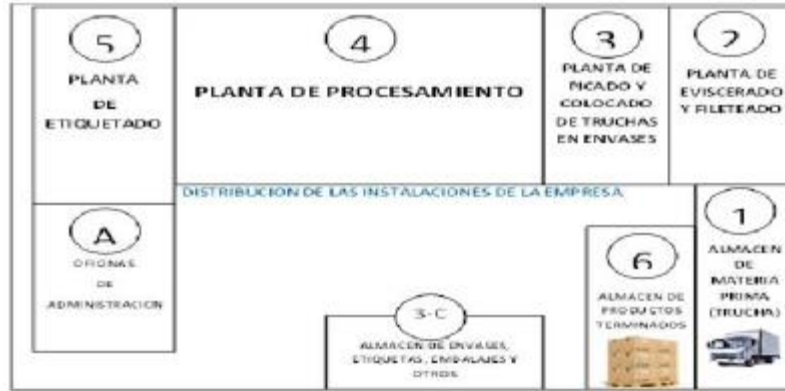 5
PLANTA
DE
ETIQUETADO
4
PLANTA DE PROCESAMIENTO
3
PLANTA DE
PICADO Y
COLOCADO
DE TRUCHAS
EN ENVASES
2
PLANTA DE
EVISCERADO
Y FILETEADO
DISTRIBUCION DE LAS INSTALACIONES DE LA EMPRESA
A
OFICINAS
DE
ADMINISTRACION
3-C
ALMACEN DE ENVASES,
ETIQUETAS, EMBALAJES Y
OTROS
6
ALMACEN DE
PRODUCTOS
TERMINADOS
1
ALMACEN
DE
MATERIA
PRIMA
(TRUCHA)